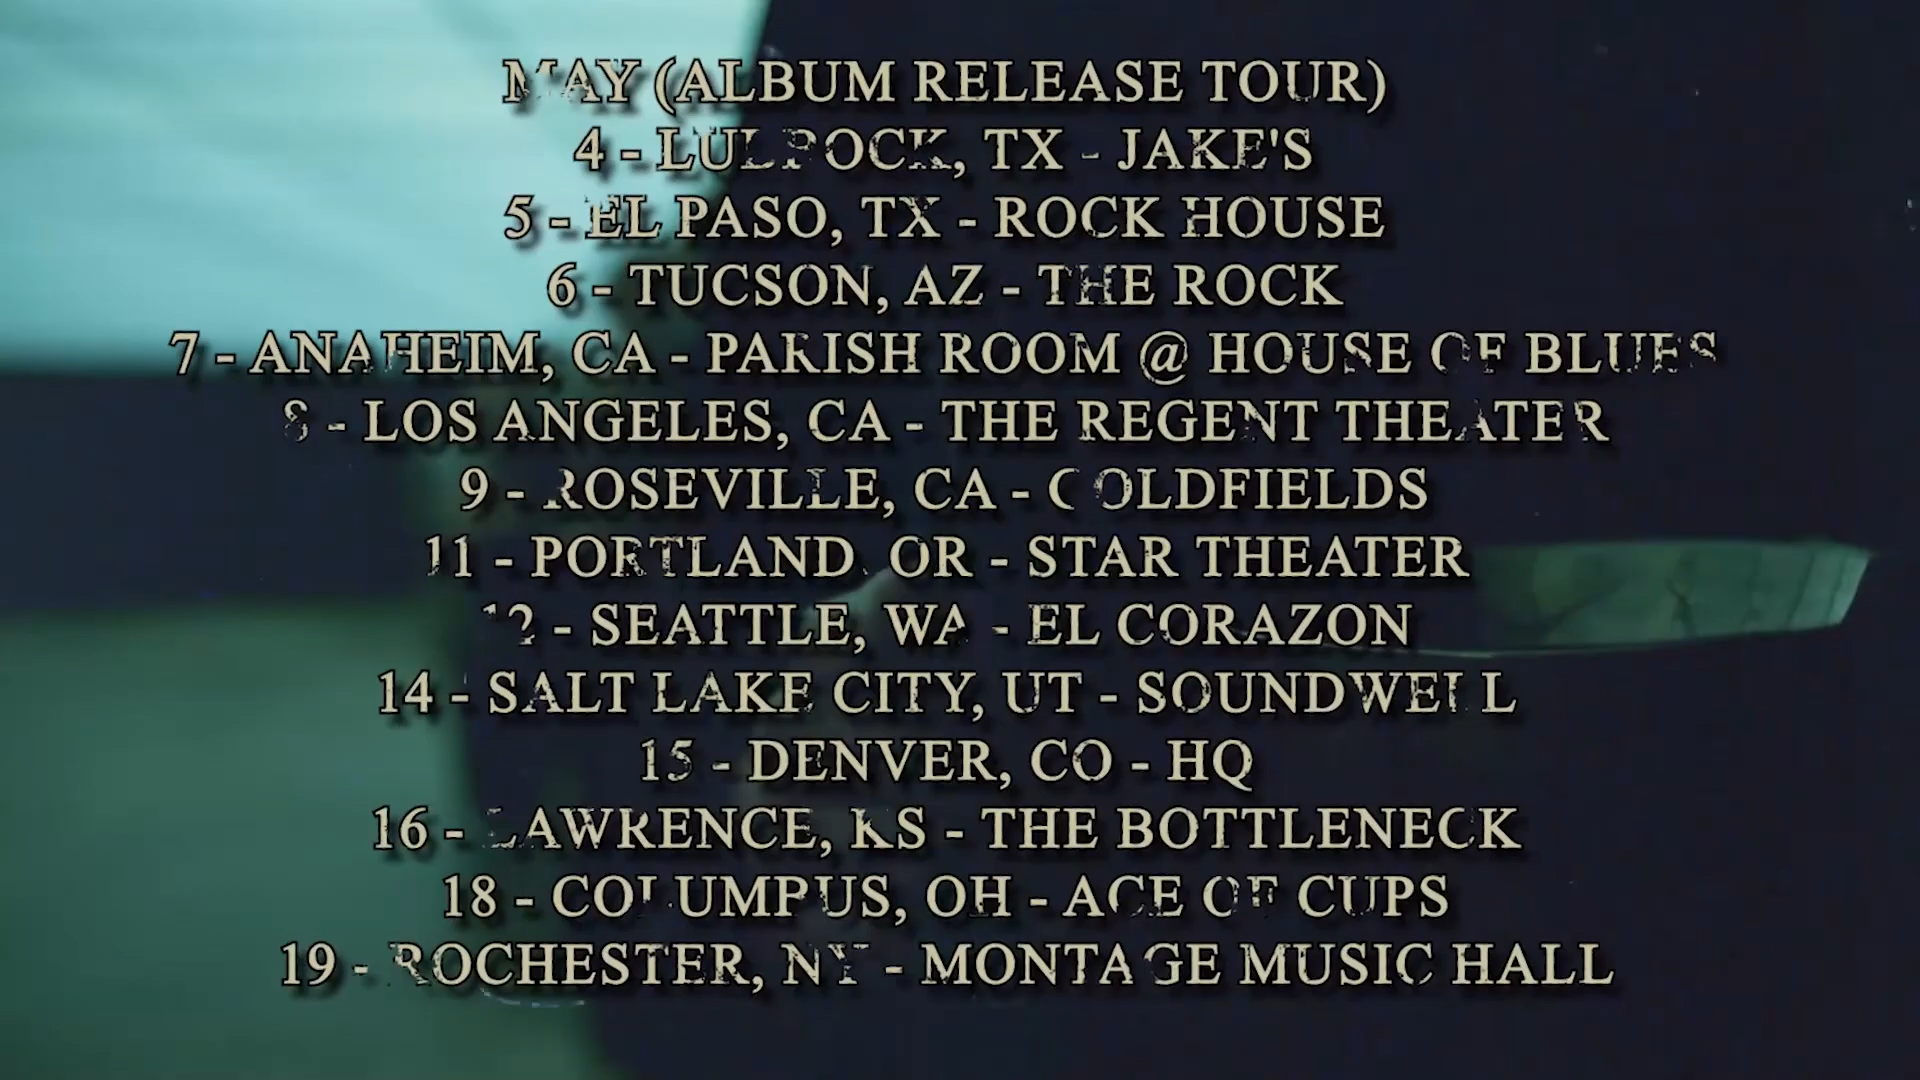 MAY (ALBUM RELEASE TOUR)
4 - LUBBOCK, TX - JAKE'S
5 - EL PASO, TX - ROCK HOUSE
6 - TUCSON, AZ - THE ROCK
7 - ANAHEIM, CA - PARISH ROOM @ HOUSE OF BLUES
8 - LOS ANGELES, CA - THE REGENT THEATER
9 - ROSEVILLE, CA - GOLDFIELDS
11 - PORTLAND, OR - STAR THEATER
12 - SEATTLE, WA - EL CORAZON
14 - SALT LAKE CITY, UT - SOUNDWELL
15 - DENVER, CO - HQ
16 - LAWRENCE, KS - THE BOTTLENECK
18 - COLUMBUS, OH - ACE OF CUPS
19 - ROCHESTER, NY - MONTAGE MUSIC HALL